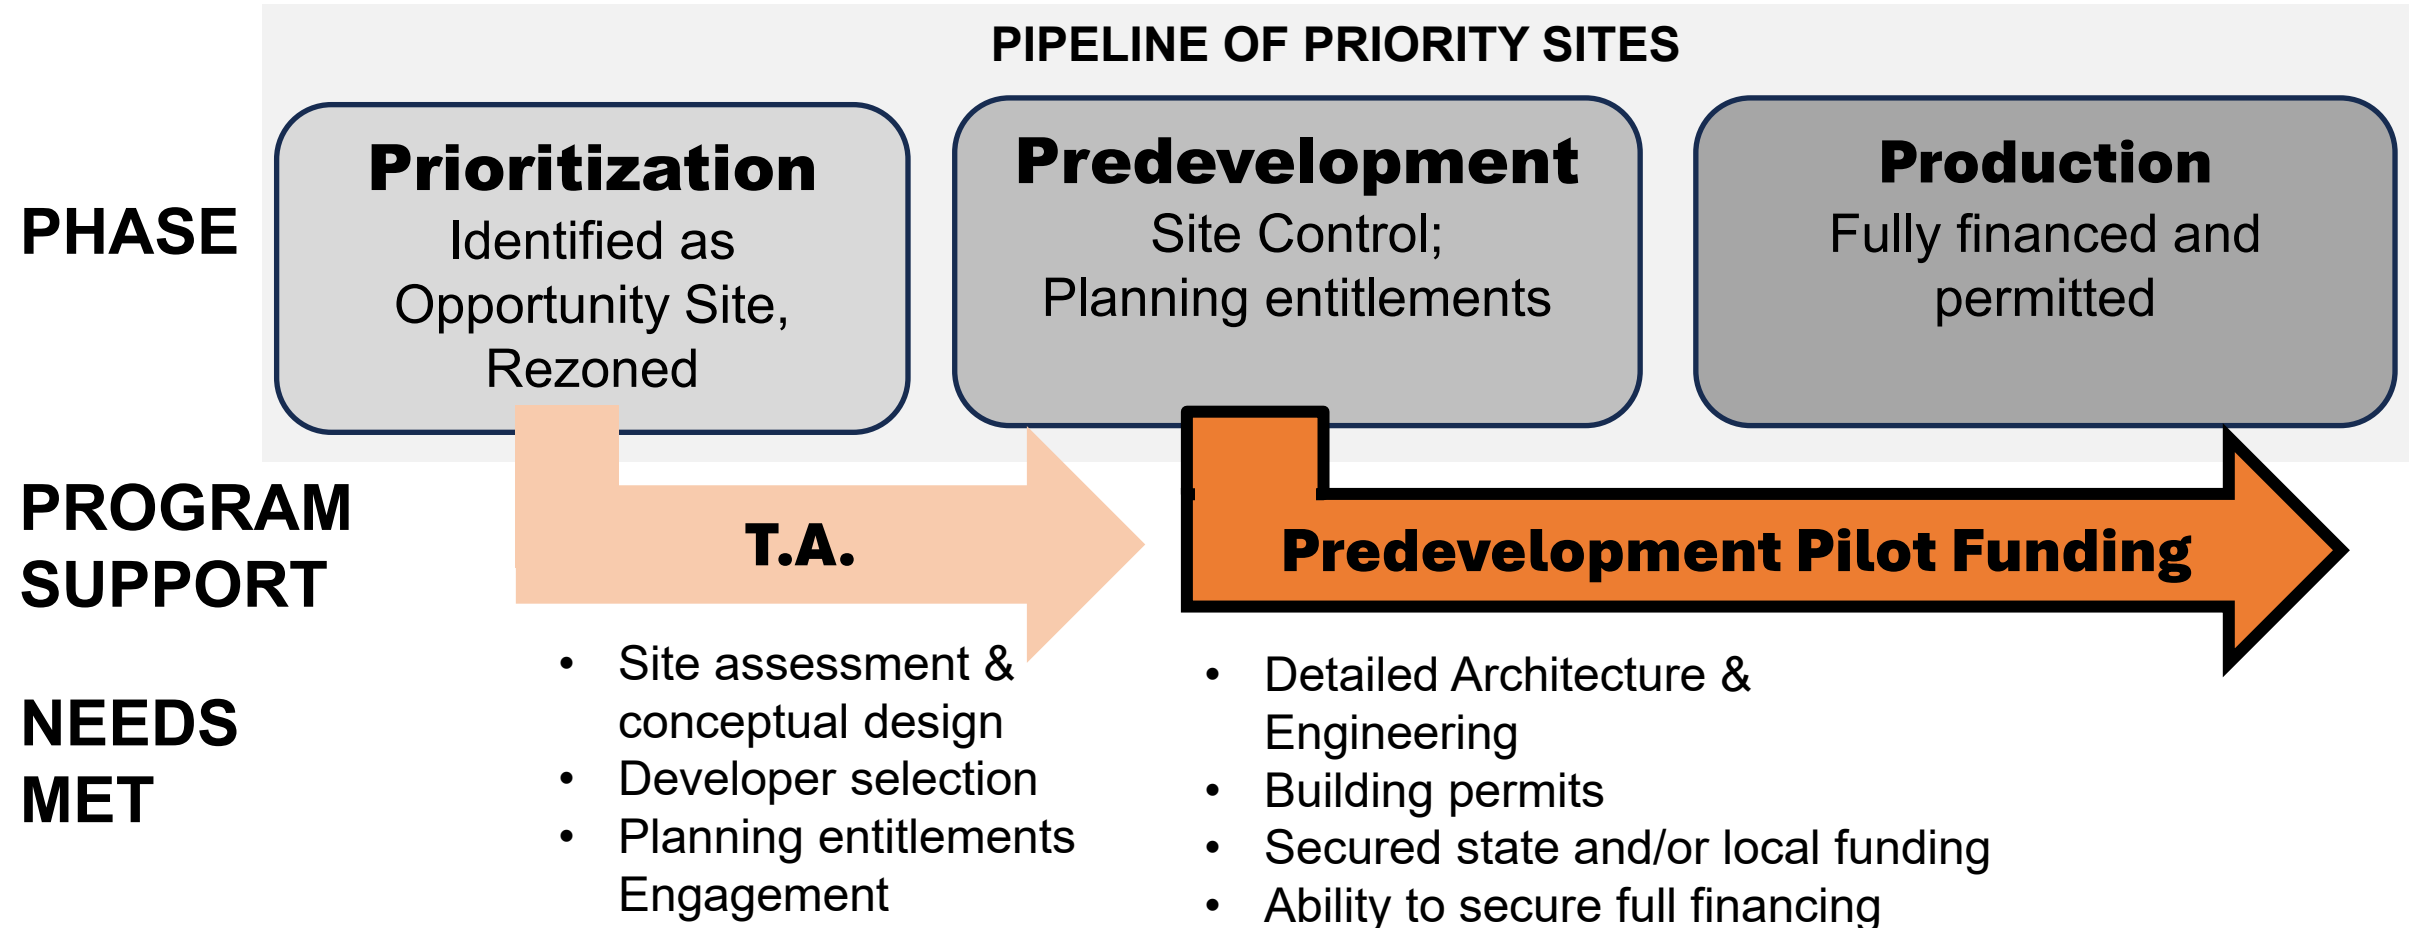 PIPELINE OF PRIORITY SITES
PHASE
Prioritization
Identified as
Opportunity Site,
Rezoned
Predevelopment
Site Control;
Planning entitlements
Production
Fully financed and
permitted
PROGRAM
SUPPORT
T.A.
Predevelopment Pilot Funding
NEEDS
MET
• Site assessment &
conceptual design
• Developer selection
• Planning entitlements
Engagement
• Detailed Architecture &
Engineering
• Building permits
• Secured state and/or local funding
• Ability to secure full financing